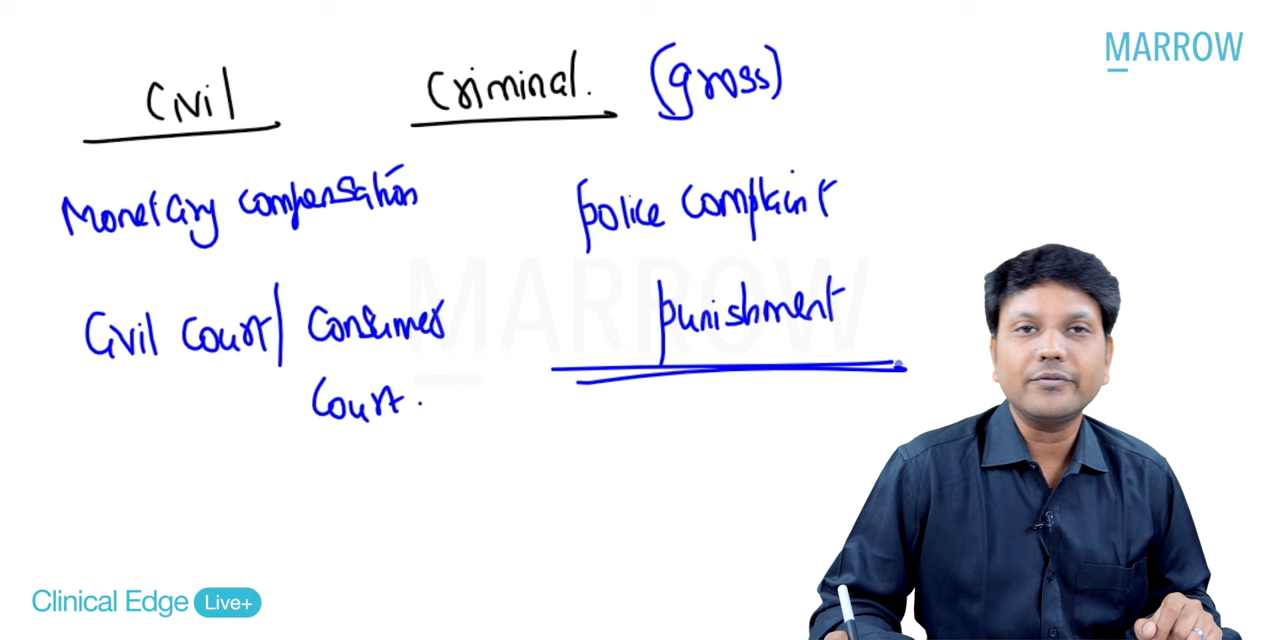 MARROW
Civil Criminal. (gross)
Monetary compensation police complaint
Civil court/ Consumer punishment
Court.
MARROW
Clinical Edge Live+